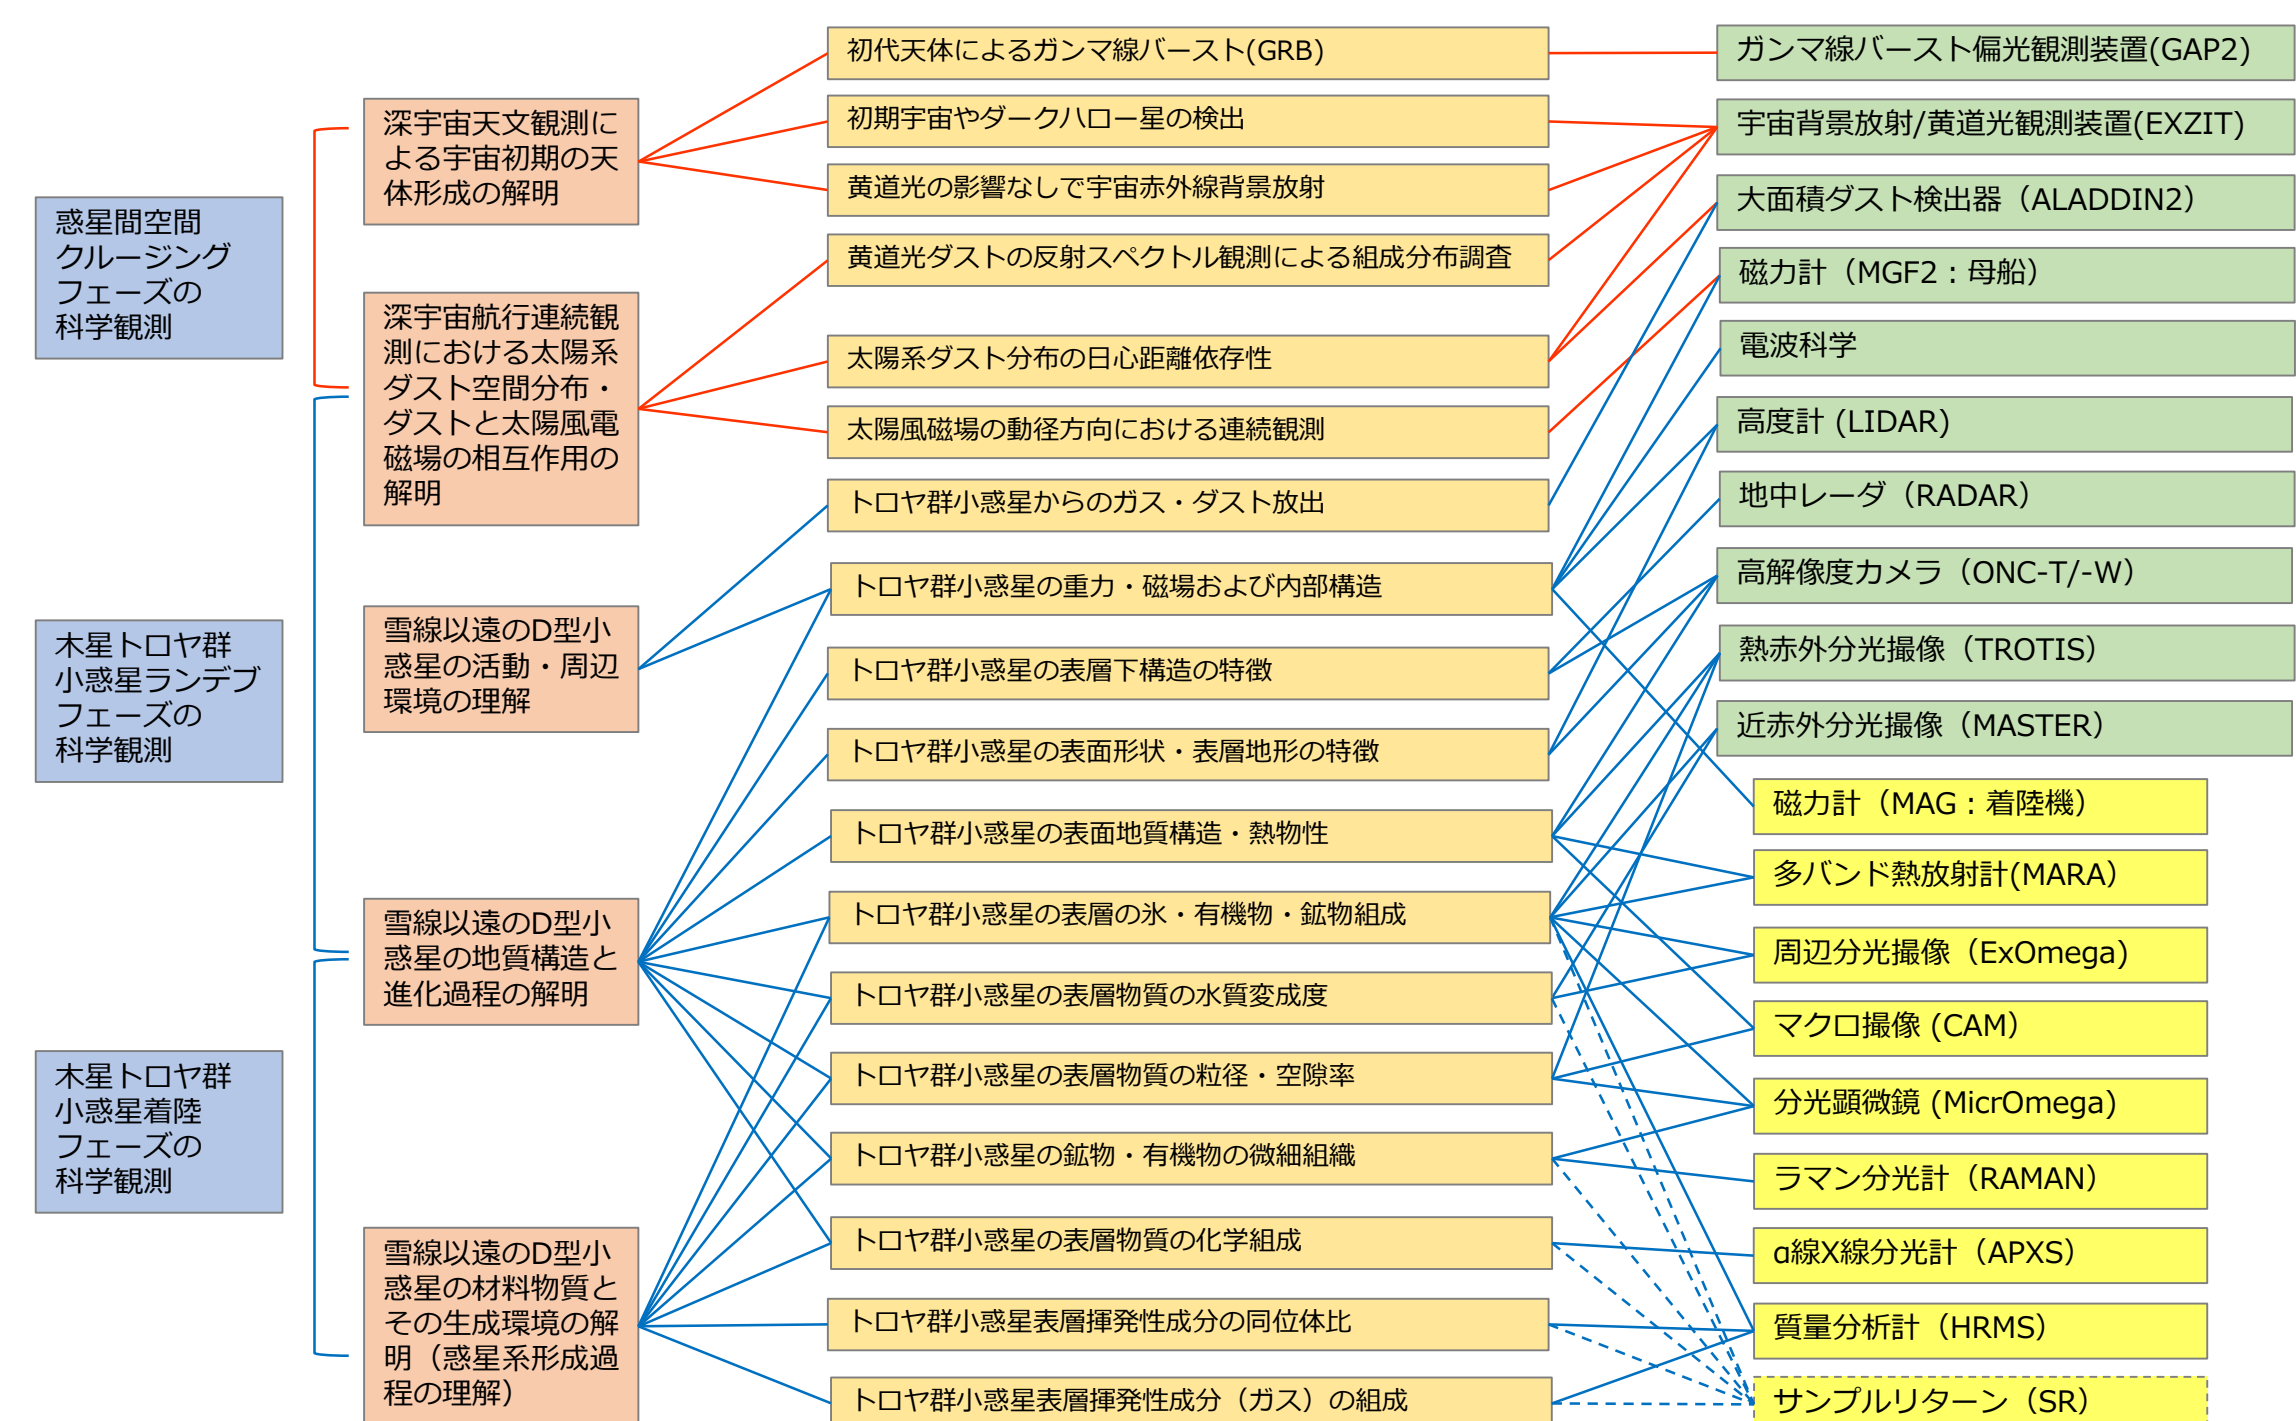 惑星間空間
クルージング
フェーズの
科学観測
木星トロヤ群
小惑星ランデブ
フェーズの
科学観測
木星トロヤ群
小惑星着陸
フェーズの
科学観測
深宇宙天文観測に
よる宇宙初期の天
体形成の解明
深宇宙航行連続観
測における太陽系
ダスト空間分布・
ダストと太陽風電
磁場の相互作用の
解明
雪線以遠のD型小
惑星の活動・周辺
環境の理解
雪線以遠のD型小
惑星の地質構造と
進化過程の解明
雪線以遠のD型小
惑星の材料物質と
その生成環境の解
明（惑星系形成過
程の理解）
初代天体によるガンマ線バースト(GRB)
初期宇宙やダークハロー星の検出
黄道光の影響なしで宇宙赤外線背景放射
黄道光ダストの反射スペクトル観測による組成分布調査
太陽系ダスト分布の日心距離依存性
太陽風磁場の動径方向における連続観測
トロヤ群小惑星からのガス・ダスト放出
トロヤ群小惑星の重力・磁場および内部構造
トロヤ群小惑星の表層下構造の特徴
トロヤ群小惑星の表面形状・表層地形の特徴
トロヤ群小惑星の表面地質構造・熱物性
トロヤ群小惑星の表層の氷・有機物・鉱物組成
トロヤ群小惑星の表層物質の水質変成度
トロヤ群小惑星の表層物質の粒径・空隙率
トロヤ群小惑星の鉱物・有機物の微細組織
トロヤ群小惑星の表層物質の化学組成
トロヤ群小惑星表層揮発性成分の同位体比
トロヤ群小惑星表層揮発性成分（ガス）の組成
ガンマ線バースト偏光観測装置(GAP2)
宇宙背景放射/黄道光観測装置(EXZIT)
大面積ダスト検出器（ALADDIN2）
磁力計（MGF2：母船）
電波科学
高度計 (LIDAR)
地中レーダ（RADAR）
高解像度カメラ（ONC-T/-W）
熱赤外分光撮像（TROTIS）
近赤外分光撮像（MASTER）
磁力計（MAG：着陸機）
多バンド熱放射計(MARA）
周辺分光撮像（ExOmega)
マクロ撮像 (CAM）
分光顕微鏡 (MicrOmega)
ラマン分光計（RAMAN）
α線X線分光計（APXS）
質量分析計（HRMS）
サンプルリターン（SR）